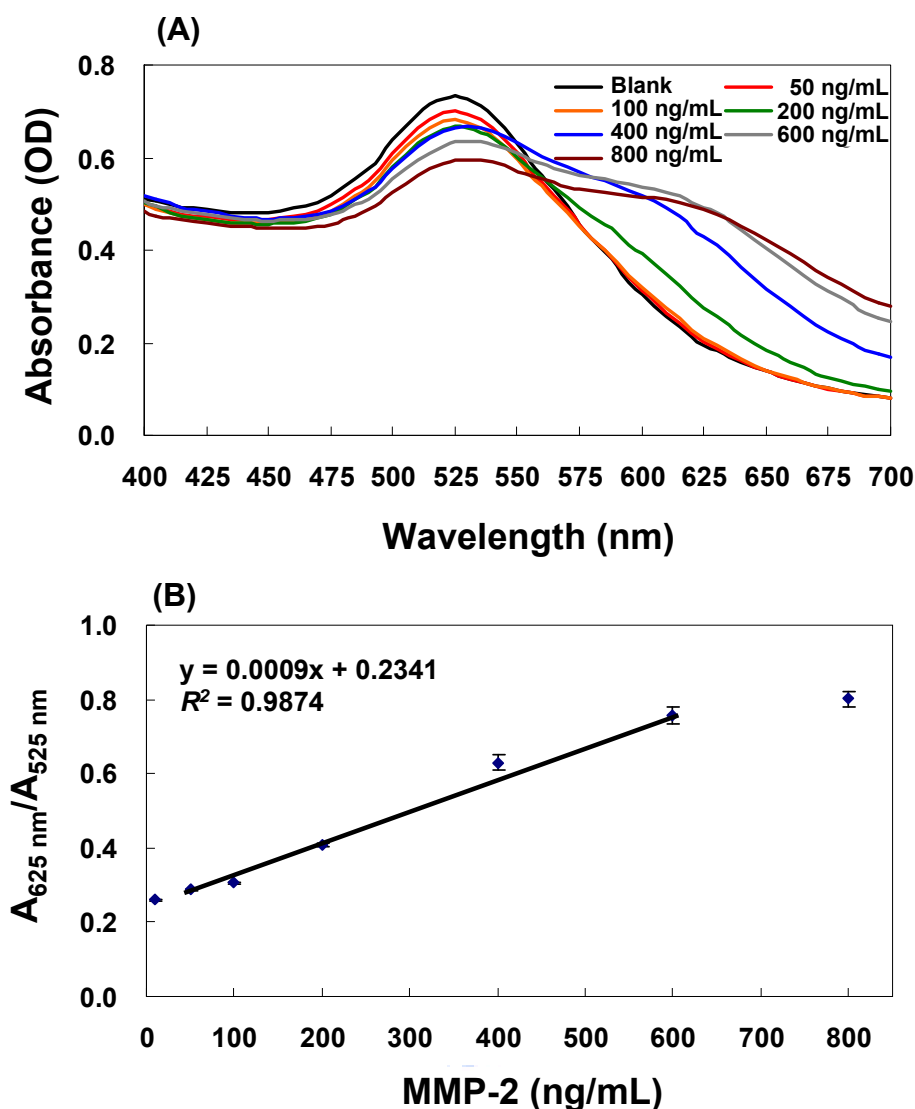 (A)
0.8
0.6
0.4
0.2
0.0
Absorbance (OD)
Blank 50 ng/mL
100 ng/mL 200 ng/mL
400 ng/mL 600 ng/mL
800 ng/mL
400 425 450 475 500 525 550 575 600 625 650 675 700
Wavelength (nm)
(B)
1.0
0.8
0.6
0.4
0.2
0.0
A625 nm/A525 nm
y = 0.0009x + 0.2341
R² = 0.9874
0 100 200 300 400 500 600 700 800
MMP-2 (ng/mL)